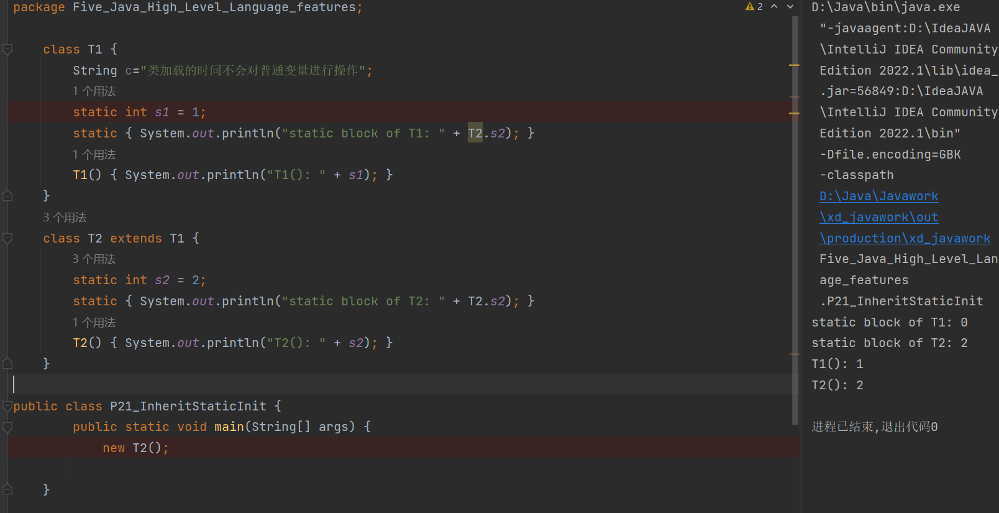 package Five_Java_High_Level_Language_features;
2
class T1 {
String c="类加载的时间不会对普通变量进行操作";
1 个用法
static int s1 = 1;
static { System.out.println("static block of T1: " + T2.s2); }
1 个用法
T1() { System.out.println("T1(): " + s1); }
}
3 个用法
class T2 extends T1 {
3 个用法
static int s2 = 2;
static { System.out.println("static block of T2: " + T2.s2); }
1 个用法
T2() { System.out.println("T2(): " + s2); }
}
public class P21_InheritStaticInit {
public static void main(String[] args) {
new T2();
}
D:\Java\bin\java.exe
"-javaagent:D:\IdeaJAVA
\IntelliJ IDEA Community
Edition 2022.1\lib\idea_
.jar=56849:D:\IdeaJAVA
\IntelliJ IDEA Community
Edition 2022.1\bin"
-Dfile.encoding=GBK
-classpath
D:\Java\Javawork
\xd_javawork\out
\production\xd_javawork
Five_Java_High_Level_Lan
age_features
.P21_InheritStaticInit
static block of T1: 0
static block of T2: 2
T1(): 1
T2(): 2
进程已结束,退出代码0